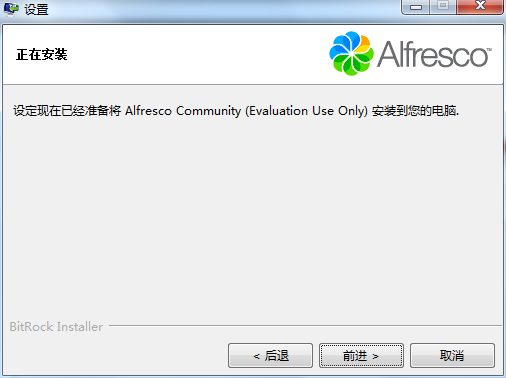 设置
正在安装
Alfresco™
设定现在已经准备将 Alfresco Community (Evaluation Use Only) 安装到您的电脑.
BitRock Installer
< 后退
前进 >
取消